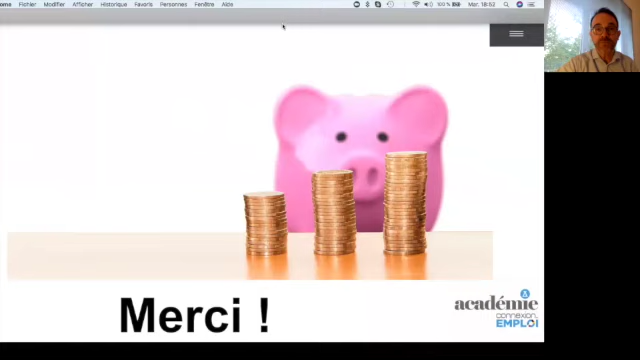 Fichier Modifier Afficher Historique Favoris Personnes Fenêtre Aide 100 % Mar. 18:52
Merci !
académie
connexion
EMPLOI